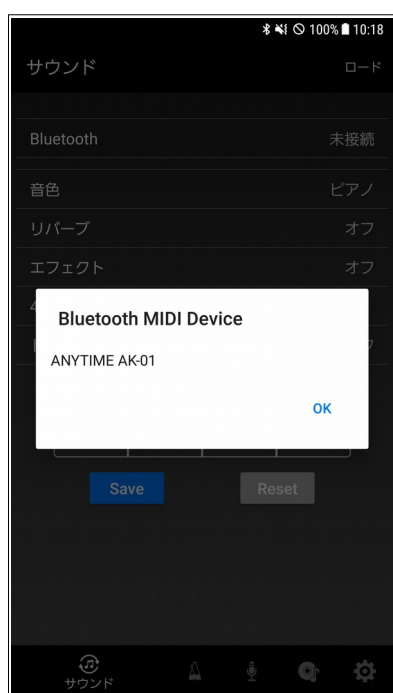 100% 10:18
サウンド ロード
Bluetooth 未接続
音色 ピアノ
リバーブ オフ
エフェクト オフ
Bluetooth MIDI Device
ANYTIME AK-01
OK
Save Reset
サウンド